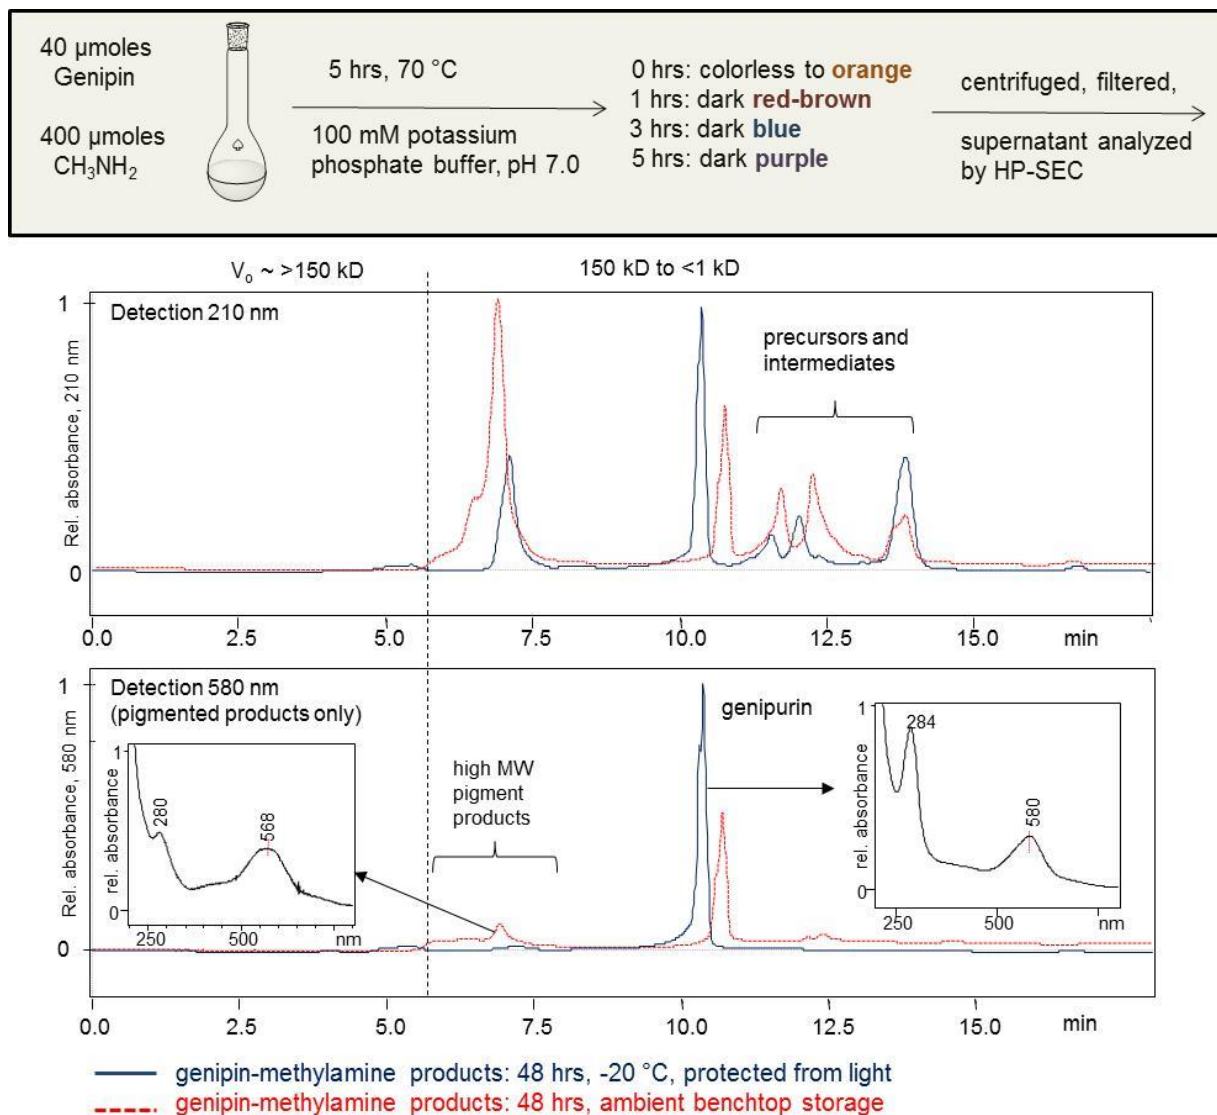 40 µmoles
Genipin
400 µmoles
CH₃NH₂
5 hrs, 70 °C
100 mM potassium
phosphate buffer, pH 7.0
0 hrs: colorless to orange
1 hrs: dark red-brown
3 hrs: dark blue
5 hrs: dark purple
centrifuged, filtered,
supernatant analyzed
by HP-SEC
V₀ ~ >150 kD
150 kD to <1 kD
Detection 210 nm
Rel. absorbance, 210 nm
1
0
precursors and
intermediates
0.0 2.5 5.0 7.5 10.0 12.5 15.0 min
Detection 580 nm
(pigmented products only)
Rel. absorbance, 580 nm
1
0
rel. absorbance
1
0
280
568
250 500 nm
high MW
pigment
products
genipurin
rel. absorbance
1
0
284
580
250 500 nm
0.0 2.5 5.0 7.5 10.0 12.5 15.0 min
genipin-methylamine products: 48 hrs, -20 °C, protected from light
genipin-methylamine products: 48 hrs, ambient benchtop storage